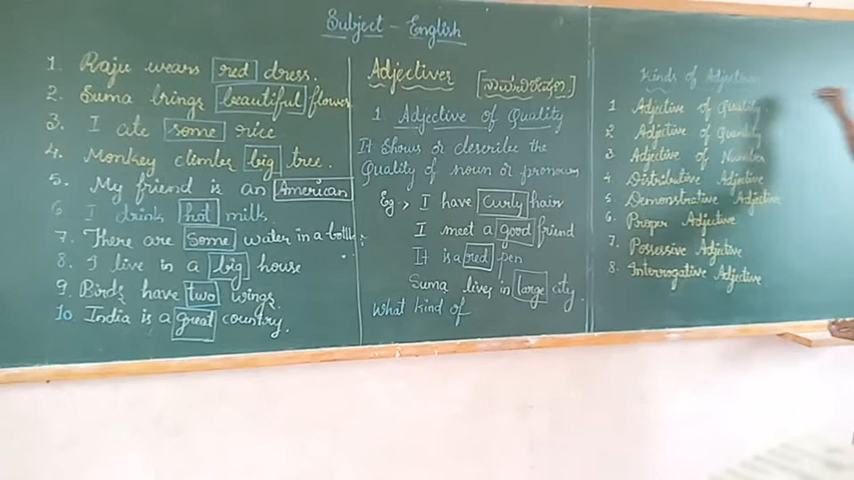 Subject - English
1. Raju wears red dress.
2. Suma brings beautiful flower
3. I ate some rice
4. Monkey climbs big tree.
5. My friend is an American
6. I drink hot milk
7. There are some water in a bottle.
8. I live in a big house
9. Birds have two wings.
10 India is a great country.
Adjectives
1 Adjective of Quality
It Shows or describe the
Quality of noun or pronoun
Eg → I have curly hair
I meet a good friend
It is a red pen
Suma lives in large city.
What kind of
Kinds of Adjectives
1 Adjective of Quality
2 Adjective of Quantity
3 Adjective of Number
4. Distributive Adjective
5 Demonstrative Adjective
6. Proper Adjective
7. Possessive Adjective
8. Interrogative Adjective